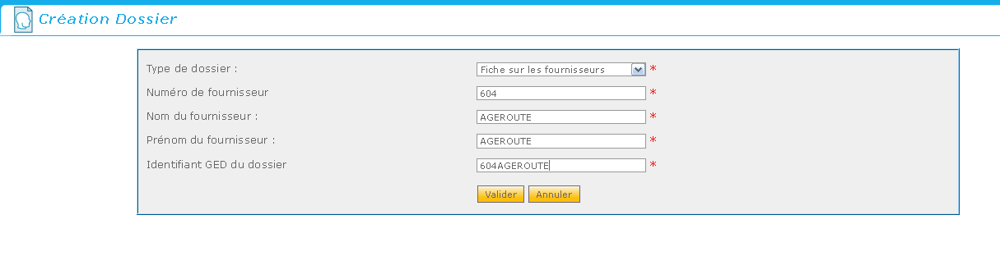 Création Dossier
Type de dossier : Fiche sur les fournisseurs *
Numéro de fournisseur 604 *
Nom du fournisseur : AGEROUTE *
Prénom du fournisseur : AGEROUTE *
Identifiant GED du dossier 604AGEROUTE *
Valider Annuler